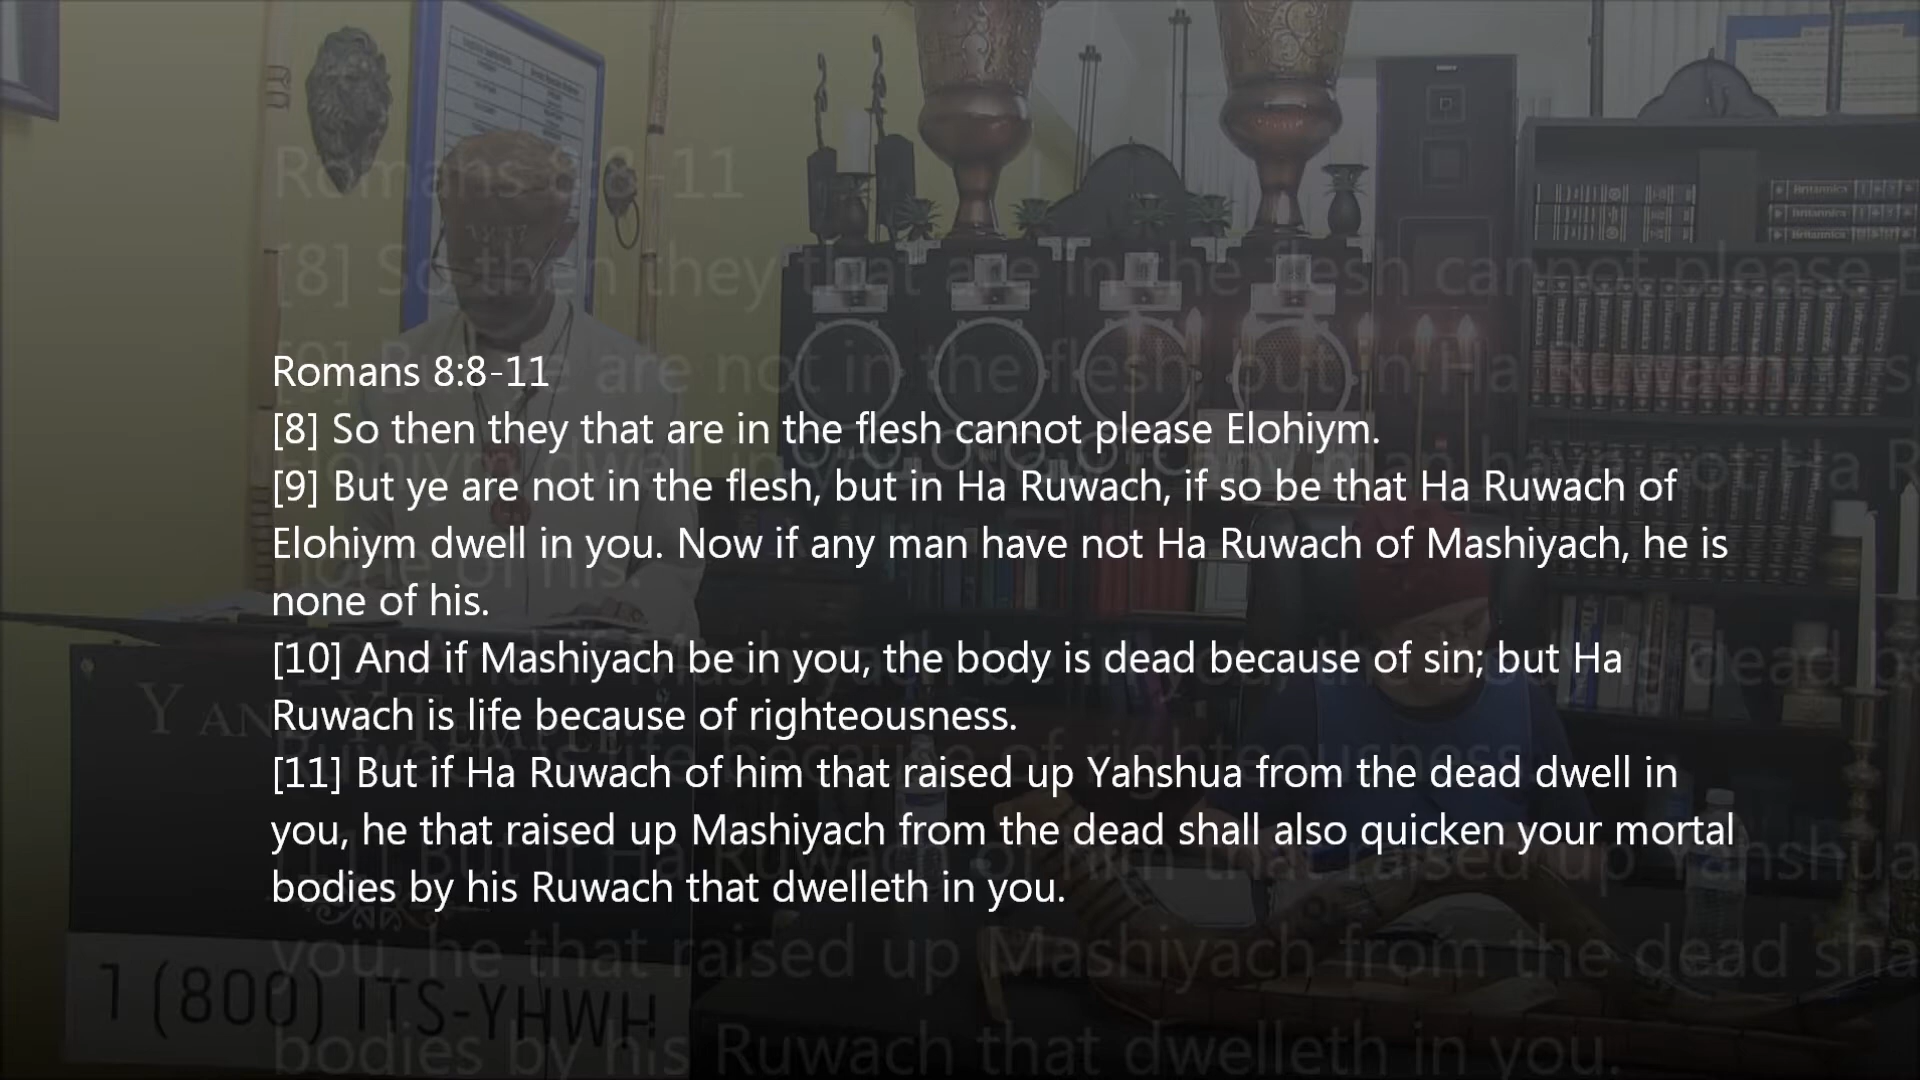 Romans 8:8-11
[8] So then they that are in the flesh cannot please Elohiym.
[9] But ye are not in the flesh, but in Ha Ruwach, if so be that Ha Ruwach of
Elohiym dwell in you. Now if any man have not Ha Ruwach of Mashiyach, he is
none of his.
[10] And if Mashiyach be in you, the body is dead because of sin; but Ha
Ruwach is life because of righteousness.
[11] But if Ha Ruwach of him that raised up Yahshua from the dead dwell in
you, he that raised up Mashiyach from the dead shall also quicken your mortal
bodies by his Ruwach that dwelleth in you.
1 (800) ITS-YHWH
Britannica
Britannica
Britannica